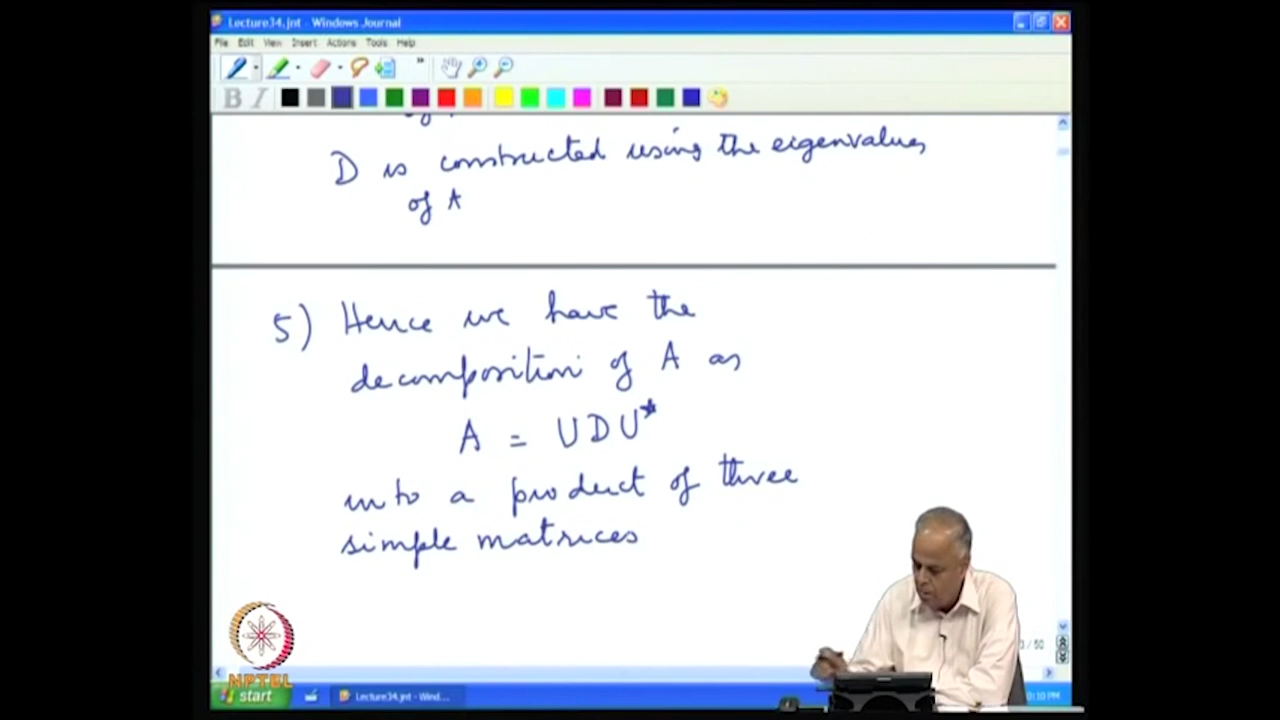 Lecture34.jnt - Windows Journal
File Edit View Insert Actions Tools Help
B I
D is constructed using the eigenvalues
of A
5) Hence we have the
decomposition of A as
A = UDU*
into a product of three
simple matrices
NPTEL
start
Lecture34.jnt - Wind...